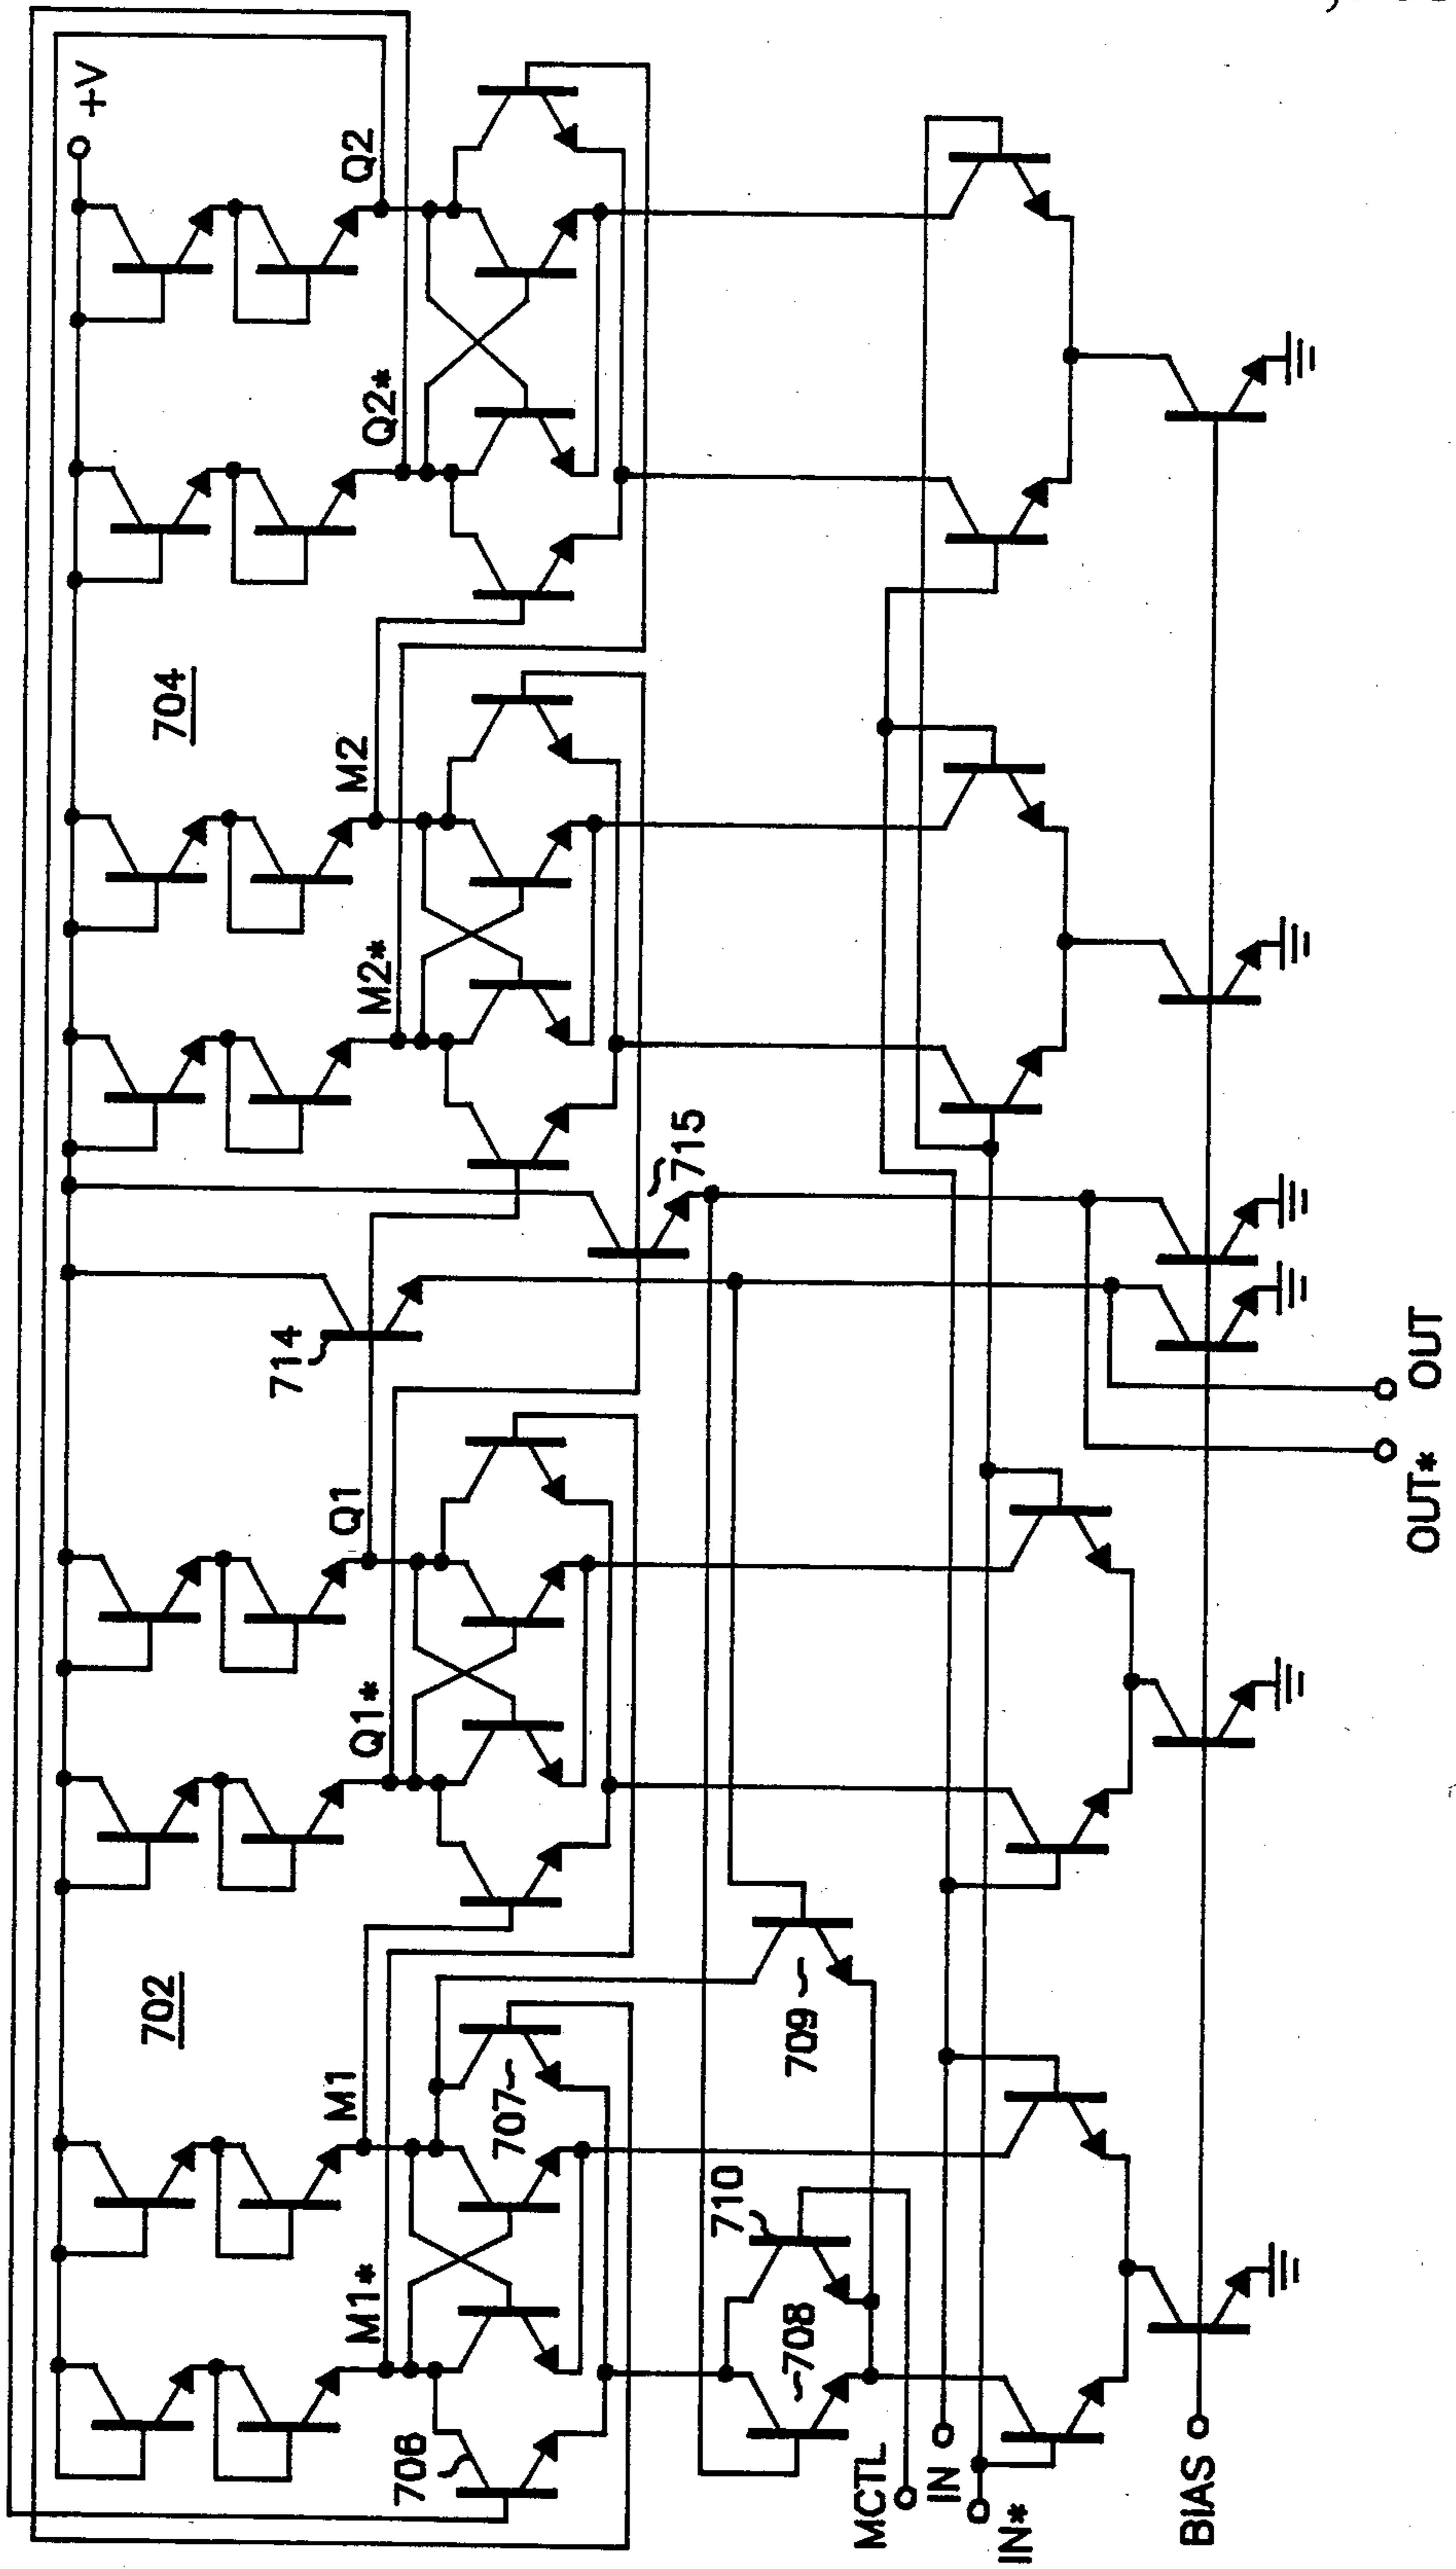 +V
702
704
M1*
M1
Q1*
Q1
M2*
M2
Q2*
Q2
706
707
714
715
710
708
709
MCTL
IN
IN*
BIAS
OUT*
OUT